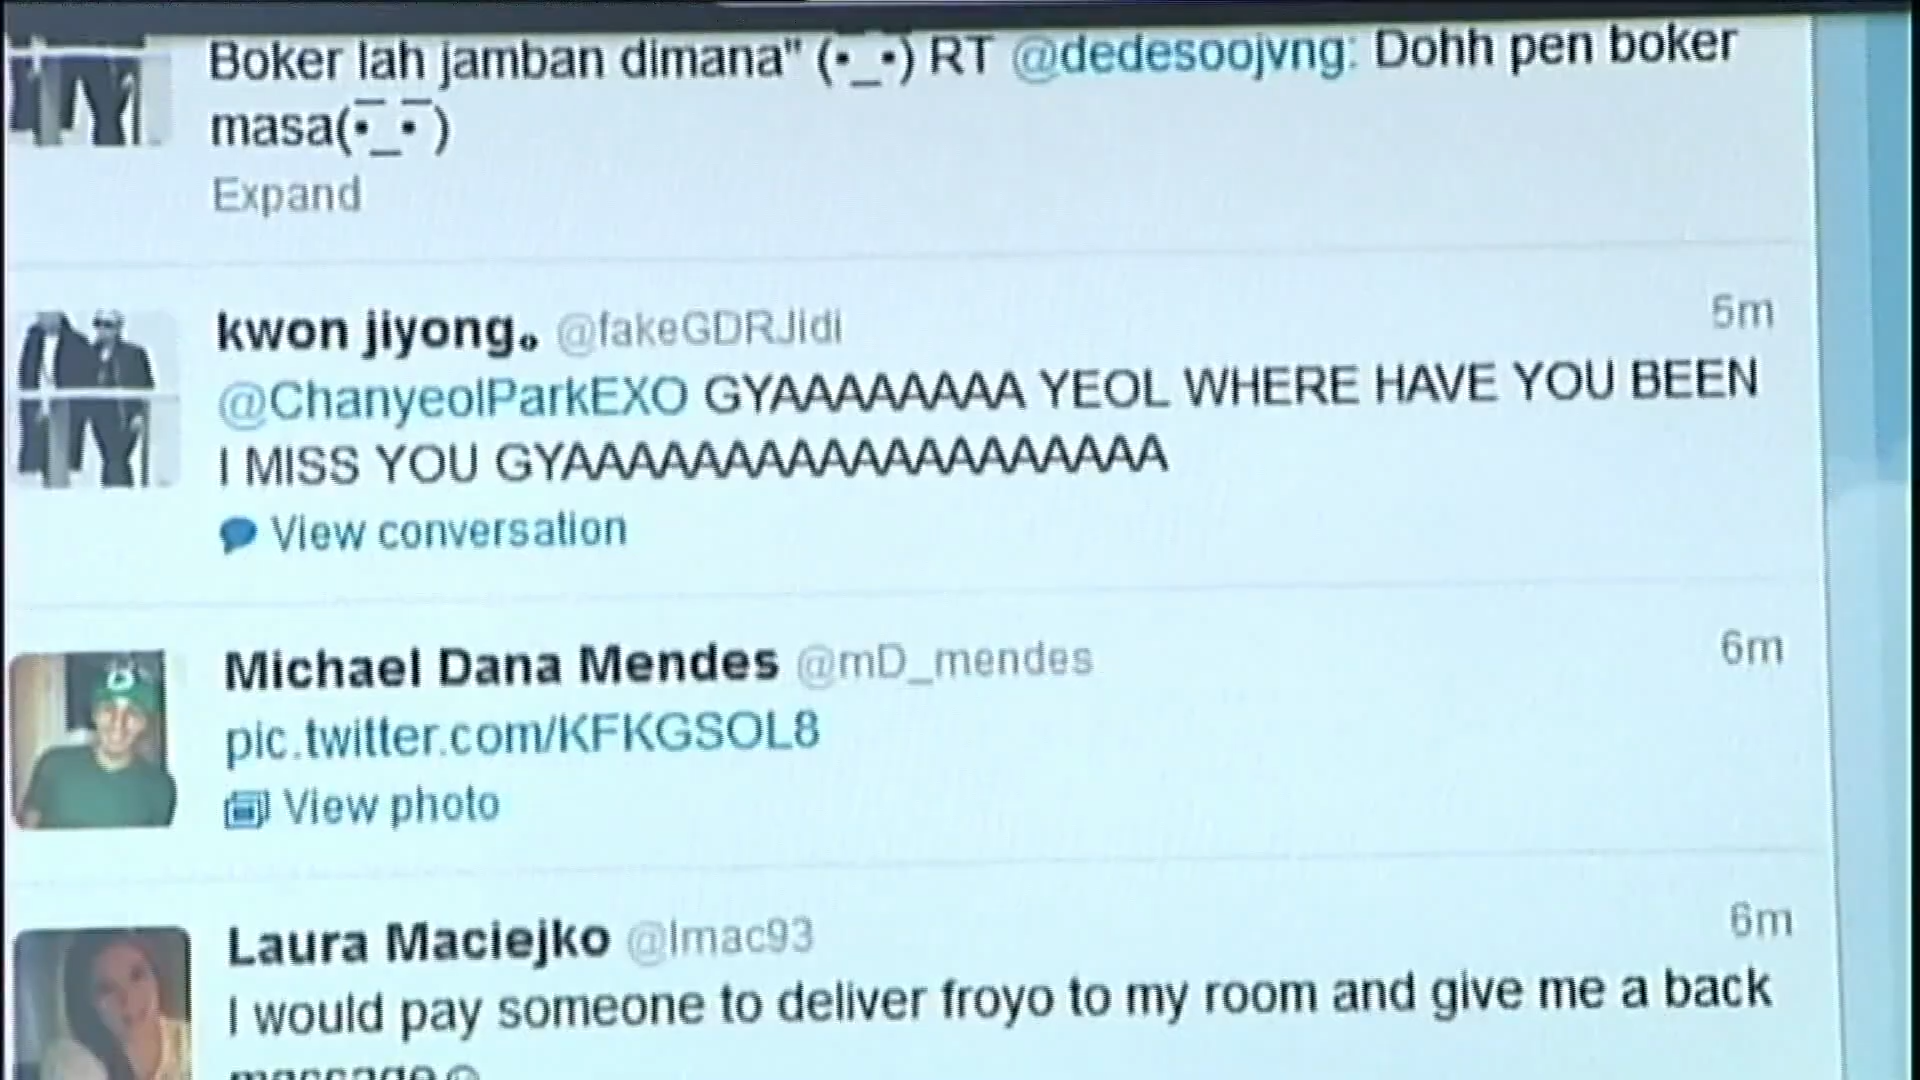 Boker lah jamban dimana" (•_•) RT @dedesoojvng: Dohh pen boker
masa(•̅_•̅)
Expand
kwon jiyong。 @fakeGDRJidi 5m
@ChanyeolParkEXO GYAAAAAAAA YEOL WHERE HAVE YOU BEEN
I MISS YOU GYAAAAAAAAAAAAAAAAAAA
View conversation
Michael Dana Mendes @mD_mendes 6m
pic.twitter.com/KFKGSOL8
View photo
Laura Maciejko @lmac93 6m
I would pay someone to deliver froyo to my room and give me a back
massage